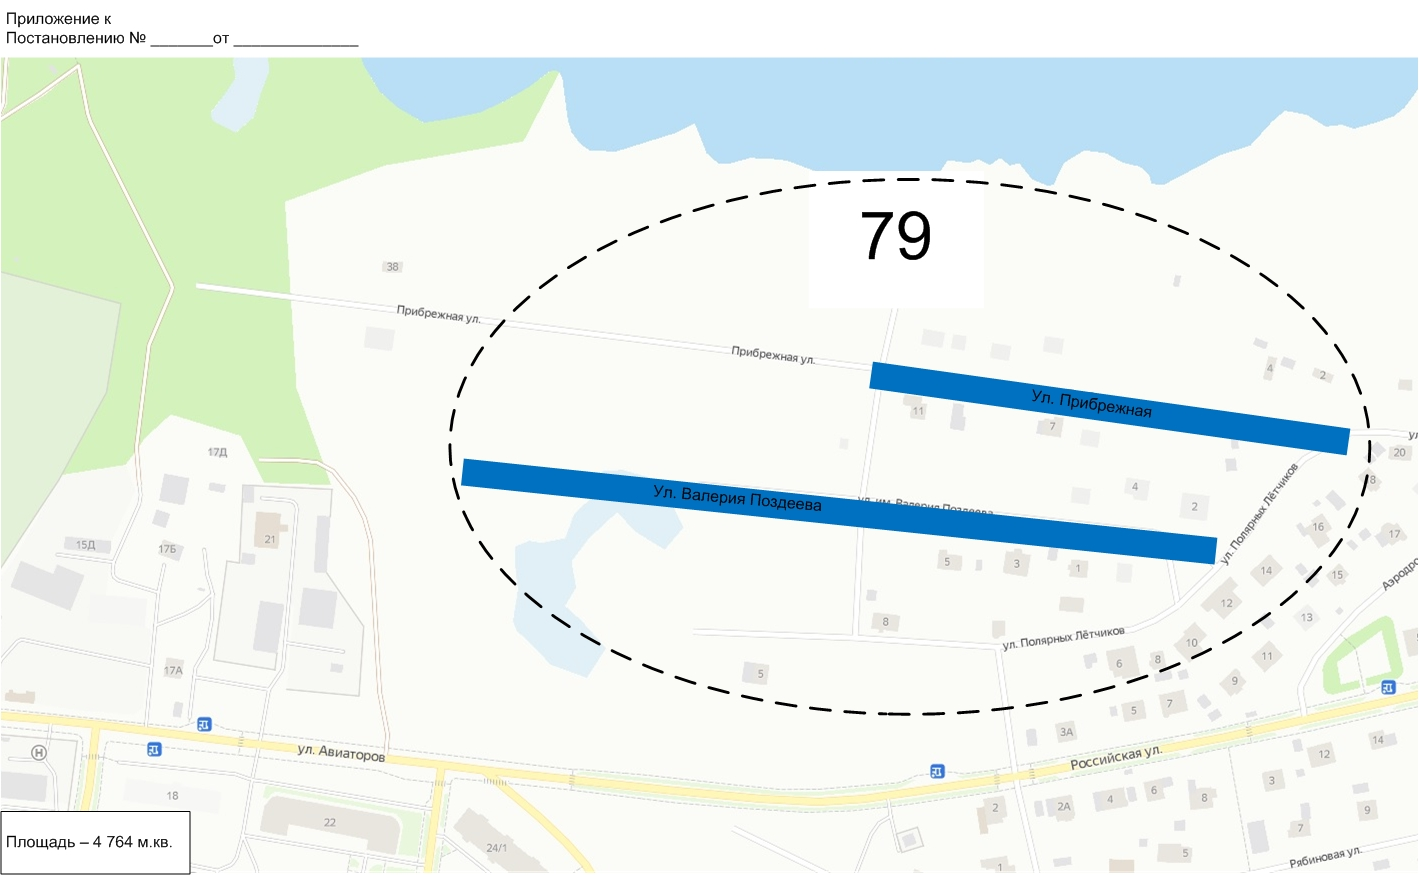 Приложение к
Постановлению № _______от ______________
79
38
Прибрежная ул.
Прибрежная ул.
4
2
Ул. Прибрежная
11
7
20
17Д
Ул. Валерия Поздеева
ул. им. Валерия Поздеева
4
2
ул. Полярных Лётчиков
16
17
15Д
17Б
21
5
3
1
14
15
12
13
8
ул. Полярных Лётчиков
10
6
8
11
17А
5
9
5
7
3А
ул. Авиаторов
Российская ул.
Н
12
14
18
22
24/1
2
2А
4
6
8
3
9
7
5
1
Рябиновая ул.
Площадь – 4 764 м.кв.